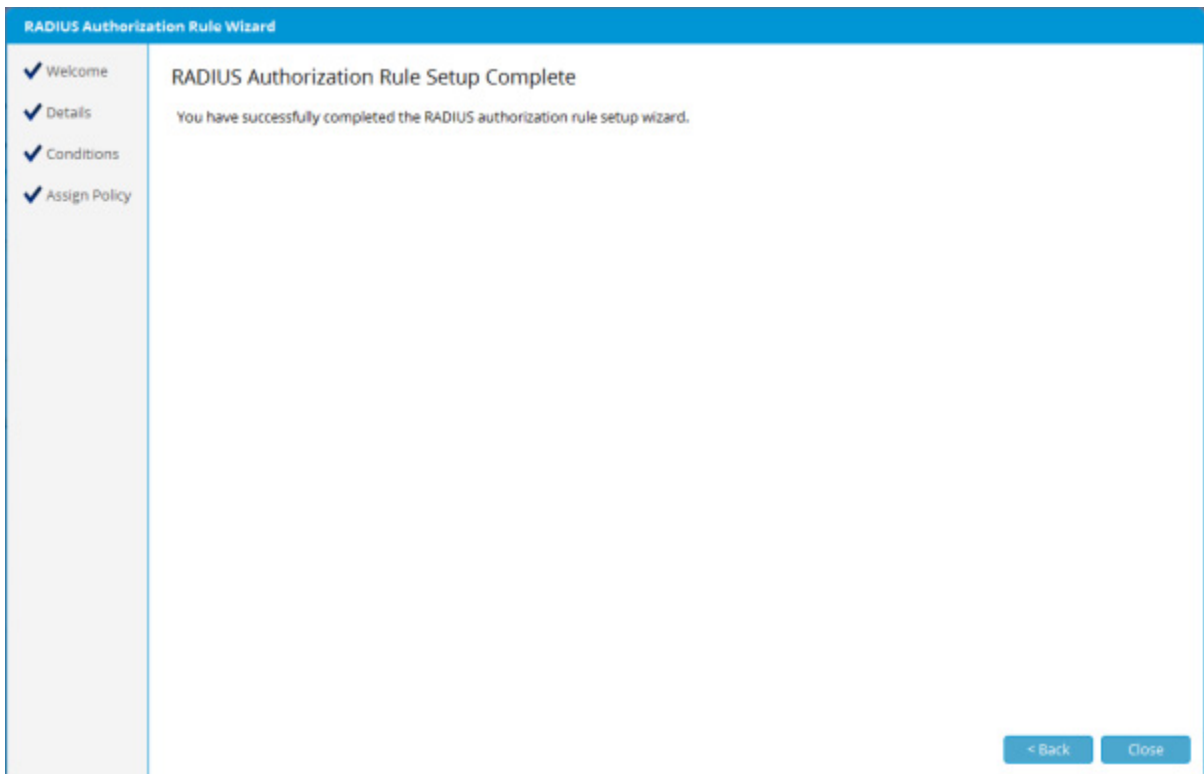 RADIUS Authorization Rule Wizard
Welcome
Details
Conditions
Assign Policy
RADIUS Authorization Rule Setup Complete
You have successfully completed the RADIUS authorization rule setup wizard.
< Back
Close